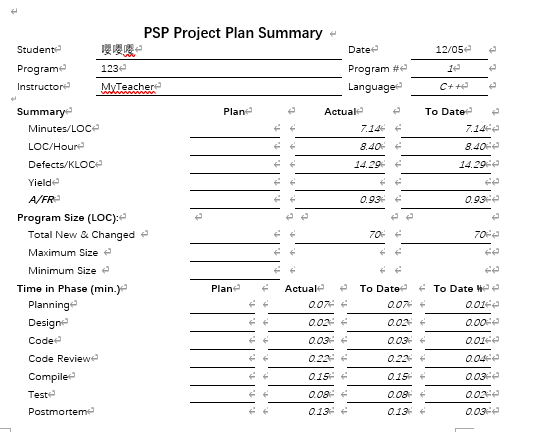 PSP Project Plan Summary
Student 嘤嘤嘤 Date 12/05
Program 123 Program # 1
Instructor MyTeacher Language C++
Summary Plan Actual To Date
Minutes/LOC 7.14 7.14
LOC/Hour 8.40 8.40
Defects/KLOC 14.29 14.29
Yield
A/FR 0.93 0.93
Program Size (LOC):
Total New & Changed 70 70
Maximum Size
Minimum Size
Time in Phase (min.) Plan Actual To Date To Date %
Planning 0.07 0.07 0.01
Design 0.02 0.02 0.00
Code 0.03 0.03 0.01
Code Review 0.22 0.22 0.04
Compile 0.15 0.15 0.03
Test 0.08 0.08 0.02
Postmortem 0.13 0.13 0.03